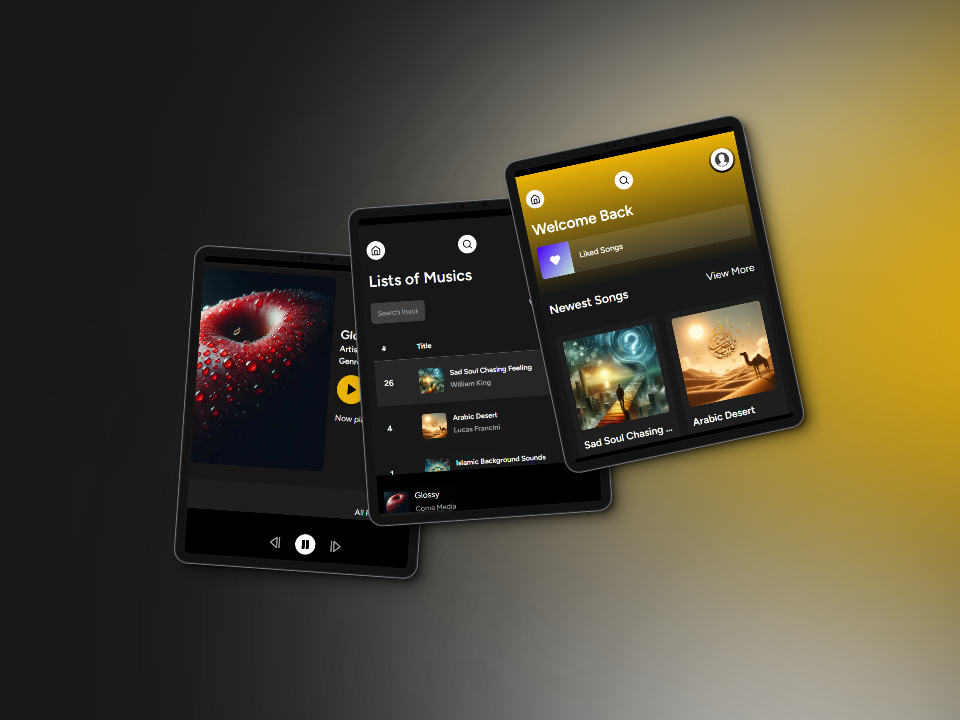 Welcome Back
Liked Songs
Newest Songs
View More
Sad Soul Chasing ...
Arabic Desert
Lists of Musics
Search Invoi
#
Title
26
Sad Soul Chasing Feeling
William King
4
Arabic Desert
Lucas Francini
1
Islamic Background Sounds
Glossy
Coma Media
Glo
Artis
Genre
Now pl
All